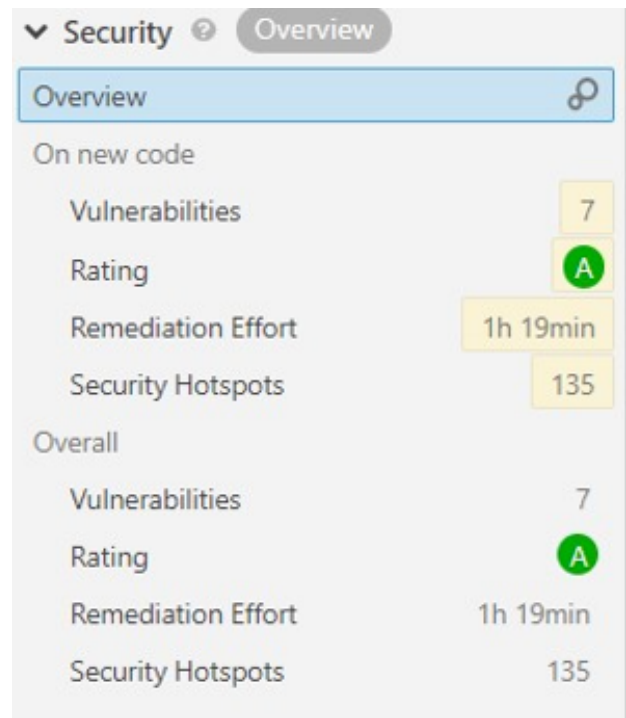 Security ? Overview
Overview
On new code
Vulnerabilities 7
Rating A
Remediation Effort 1h 19min
Security Hotspots 135
Overall
Vulnerabilities 7
Rating A
Remediation Effort 1h 19min
Security Hotspots 135